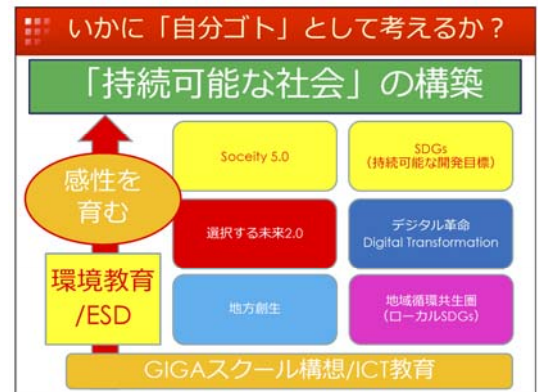 いかに「自分ゴト」として考えるか？
「持続可能な社会」の構築
感性を
育む
環境教育
/ESD
Soceity 5.0
SDGs
（持続可能な開発目標）
選択する未来2.0
デジタル革命
Digital Transformation
地方創生
地域循環共生圏
（ローカルSDGs）
GIGAスクール構想/ICT教育